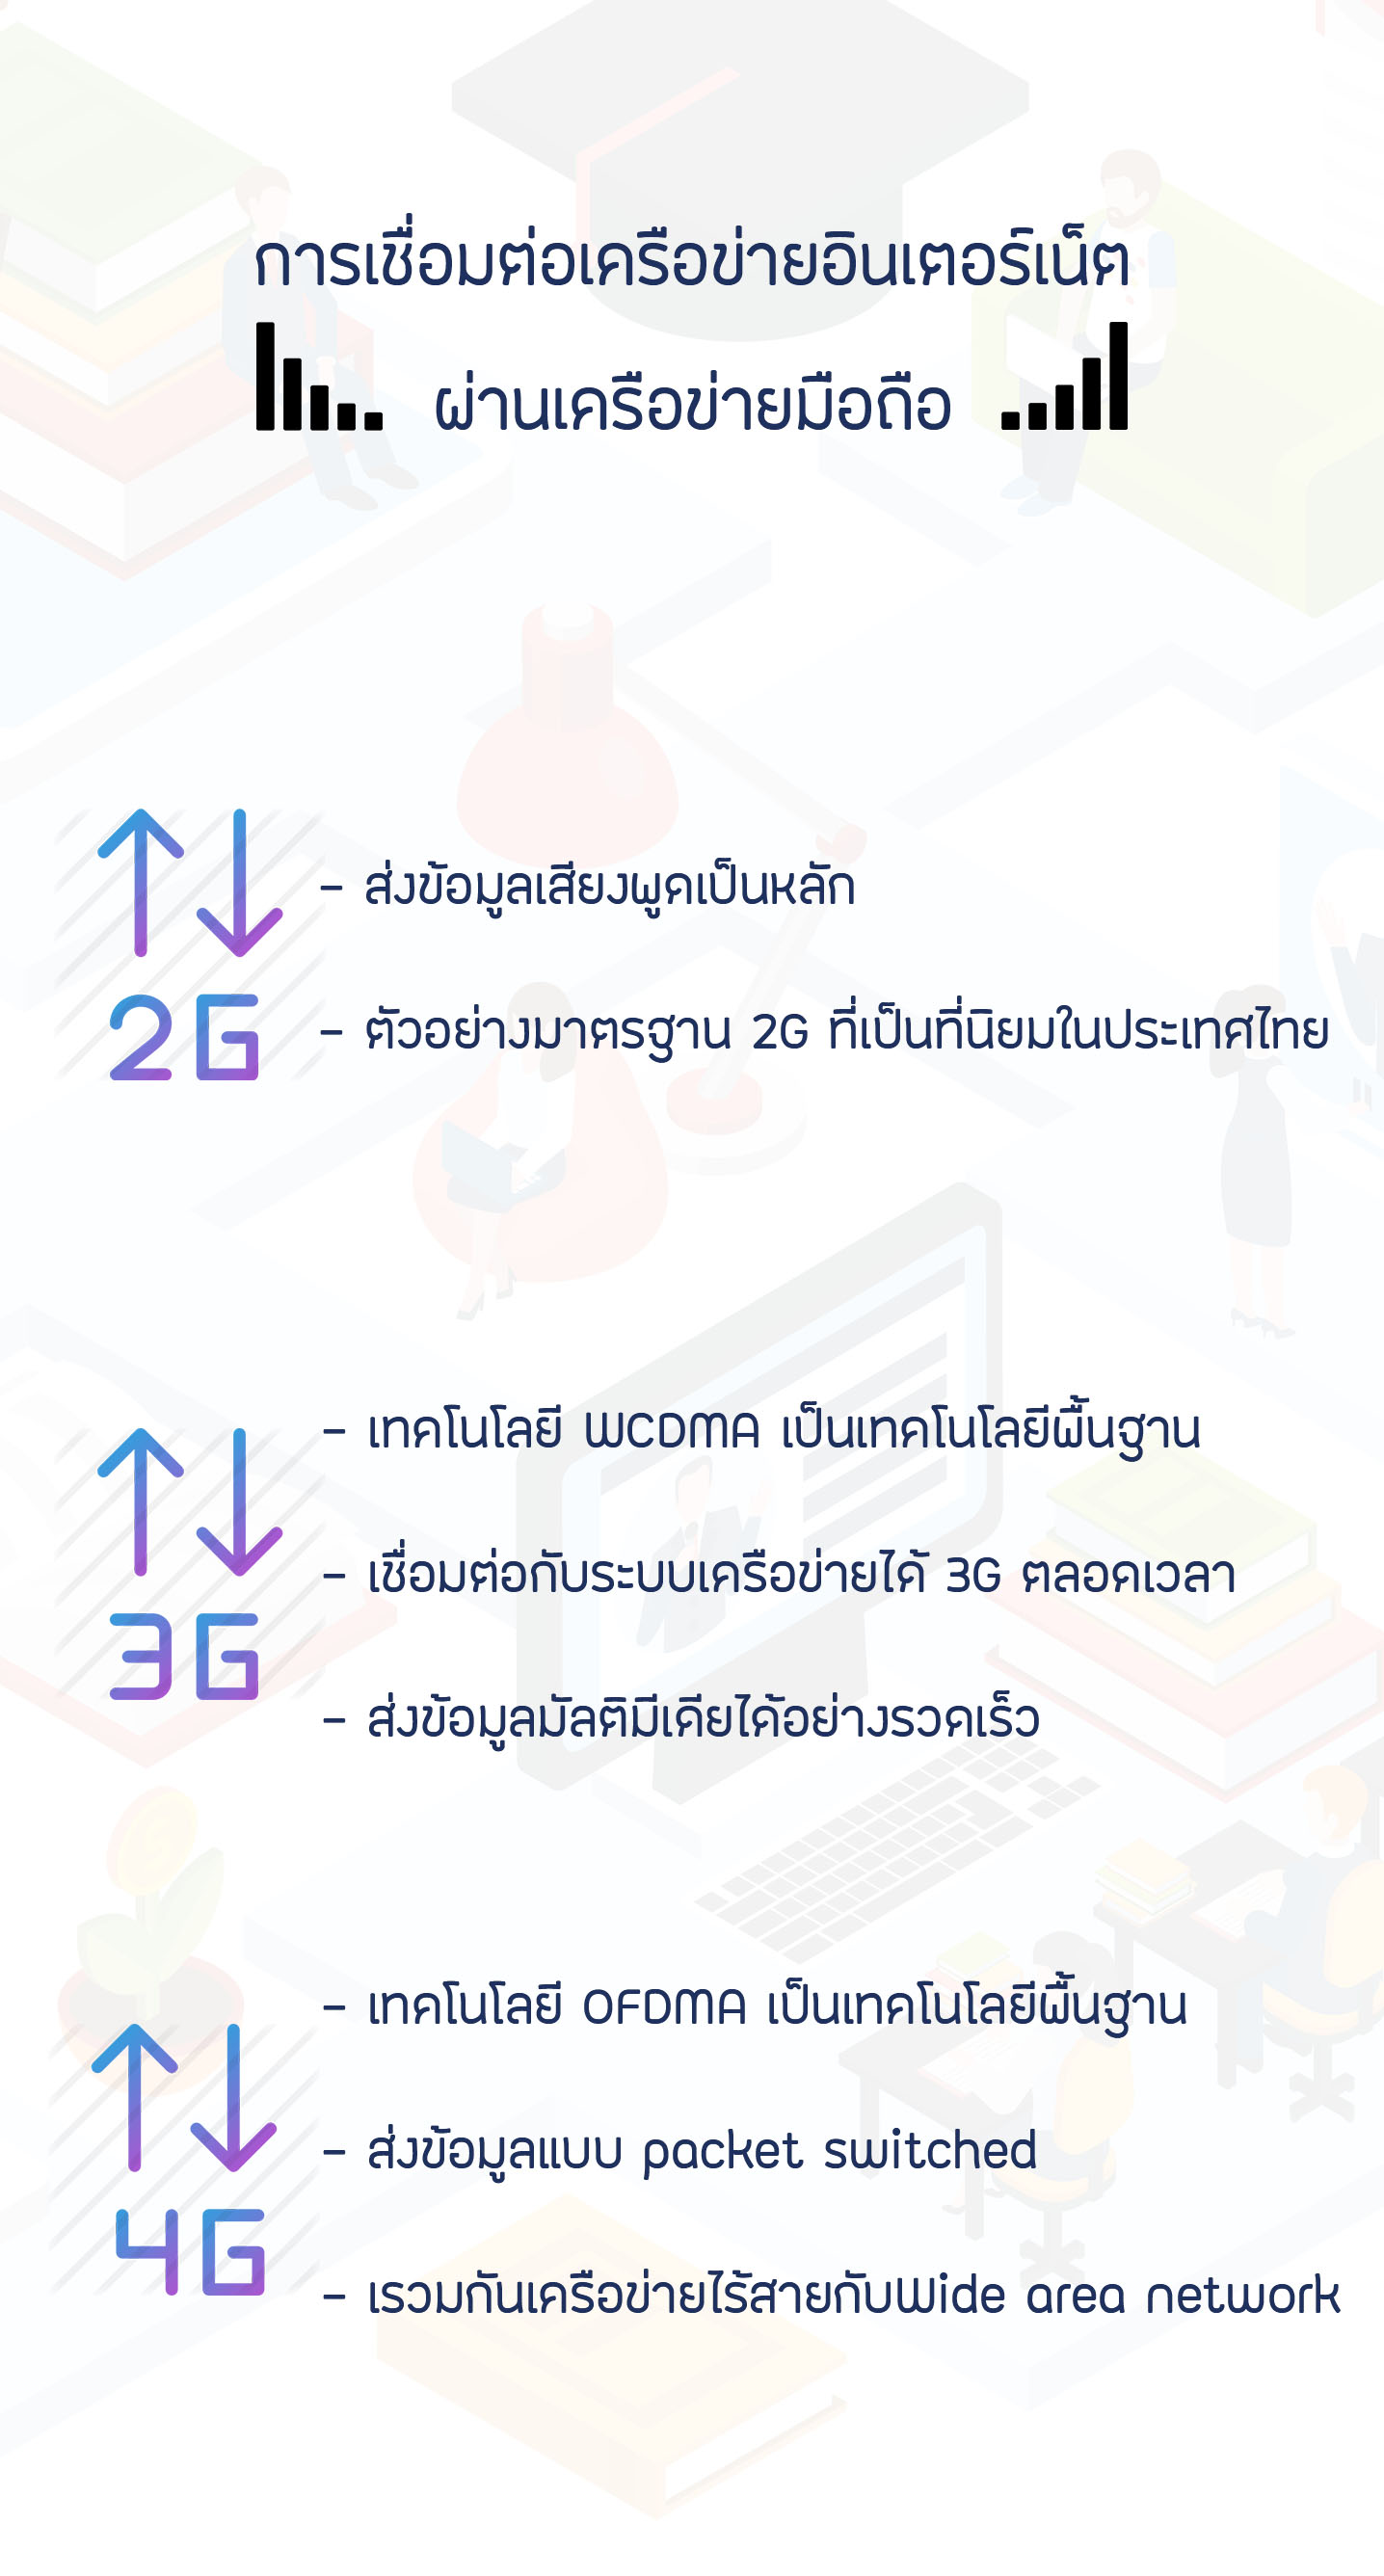 การเชื่อมต่อเครือข่ายอินเตอร์เน็ต
ผ่านเครือข่ายมือถือ
- ส่งข้อมูลเสียงพูดเป็นหลัก
2G
- ตัวอย่างมาตรฐาน 2G ที่เป็นที่นิยมในประเทศไทย
- เทคโนโลยี WCDMA เป็นเทคโนโลยีพื้นฐาน
- เชื่อมต่อกับระบบเครือข่ายได้ 3G ตลอดเวลา
3G
- ส่งข้อมูลมัลติมีเดียได้อย่างรวดเร็ว
- เทคโนโลยี OFDMA เป็นเทคโนโลยีพื้นฐาน
- ส่งข้อมูลแบบ packet switched
4G
- เรวมกันเครือข่ายไร้สายกับWide area network